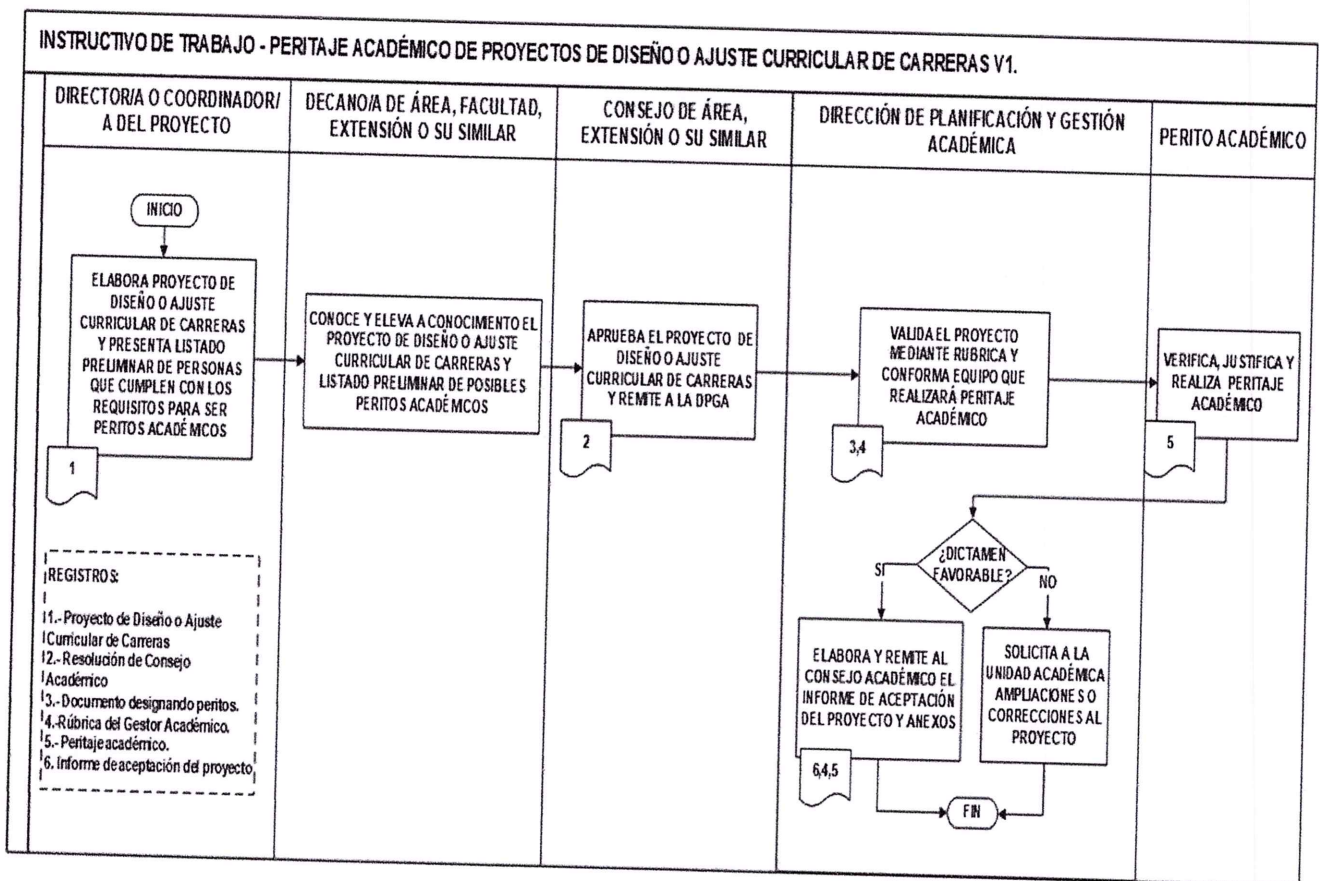 INSTRUCTIVO DE TRABAJO - PERITAJE ACADÉMICO DE PROYECTOS DE DISEÑO O AJUSTE CURRICULAR DE CARRERAS V1.
DIRECTOR/A O COORDINADOR/
A DEL PROYECTO
DECANO/A DE ÁREA, FACULTAD,
EXTENSIÓN O SU SIMILAR
CONSEJO DE ÁREA,
EXTENSIÓN O SU SIMILAR
DIRECCIÓN DE PLANIFICACIÓN Y GESTIÓN
ACADÉMICA
PERITO ACADÉMICO
INICIO
ELABORA PROYECTO DE
DISEÑO O AJUSTE
CURRICULAR DE CARRERAS
Y PRESENTA LISTADO
PRELIMINAR DE PERSONAS
QUE CUMPLEN CON LOS
REQUISITOS PARA SER
PERITOS ACADÉMICOS
1
CONOCE Y ELEVA A CONOCIMIENTO EL
PROYECTO DE DISEÑO O AJUSTE
CURRICULAR DE CARRERAS Y
LISTADO PRELIMINAR DE POSIBLES
PERITOS ACADÉMCOS
APRUEBA EL PROYECTO DE
DISEÑO O AJUSTE
CURRICULAR DE CARRERAS
Y REMITE A LA DPGA
2
VALIDA EL PROYECTO
MEDIANTE RUBRICA Y
CONFORMA EQUIPO QUE
REALIZARÁ PERITAJE
ACADÉMICO
3,4
VERIFICA, JUSTIFICA Y
REALIZA PERITAJE
ACADÉMICO
5
¿DICTAMEN
FAVORABLE?
SI
NO
ELABORA Y REMITE AL
CONSEJO ACADÉMICO EL
INFORME DE ACEPTACIÓN
DEL PROYECTO Y ANEXOS
6,4,5
SOLICITA A LA
UNIDAD ACADÉMICA
AMPLIACIONES O
CORRECCIONES AL
PROYECTO
FIN
REGISTROS:
1.- Proyecto de Diseño o Ajuste
Curricular de Carreras
2.- Resolución de Consejo
Académico
3.- Documento designando peritos.
4.-Rúbrica del Gestor Académico.
5.- Peritaje académico.
6. Informe de aceptación del proyecto